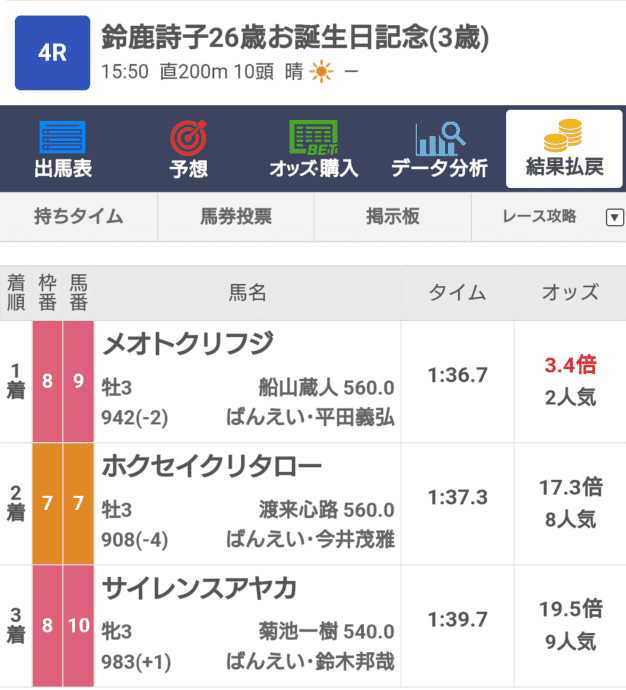 4R
鈴鹿詩子26歳お誕生日記念(3歳)
15:50 直200m 10頭 晴 ー
出馬表
予想
BET
オッズ·購入
データ分析
結果払戻
持ちタイム
馬券投票
掲示板
レース攻略 ▼
着順 枠番 馬番 馬名 タイム オッズ
1着 8 9 メオトクリフジ
牡3 船山蔵人 560.0
942(-2) ばんえい·平田義弘
1:36.7
3.4倍
2人気
2着 7 7 ホクセイクリタロー
牡3 渡来心路 560.0
908(-4) ばんえい·今井茂雅
1:37.3
17.3倍
8人気
3着 8 10 サイレンスアヤカ
牝3 菊池一樹 540.0
983(+1) ばんえい·鈴木邦哉
1:39.7
19.5倍
9人気